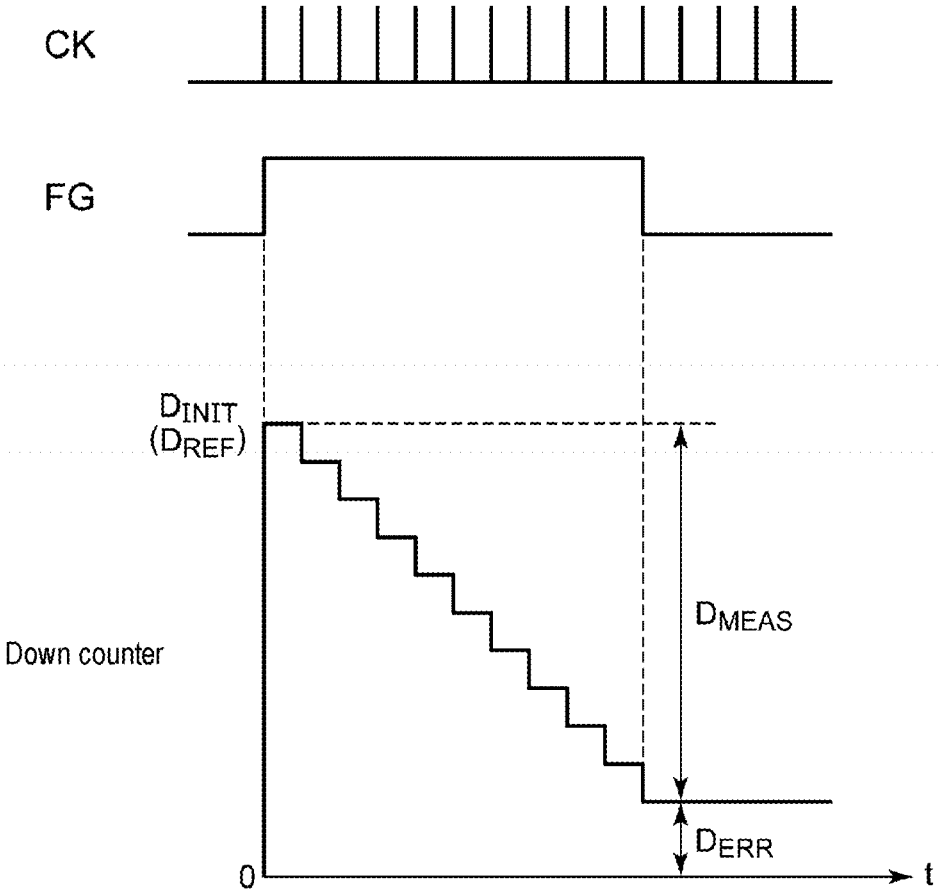 CK
FG
DINIT
(DREF)
DMEAS
Down counter
DERR
0
t